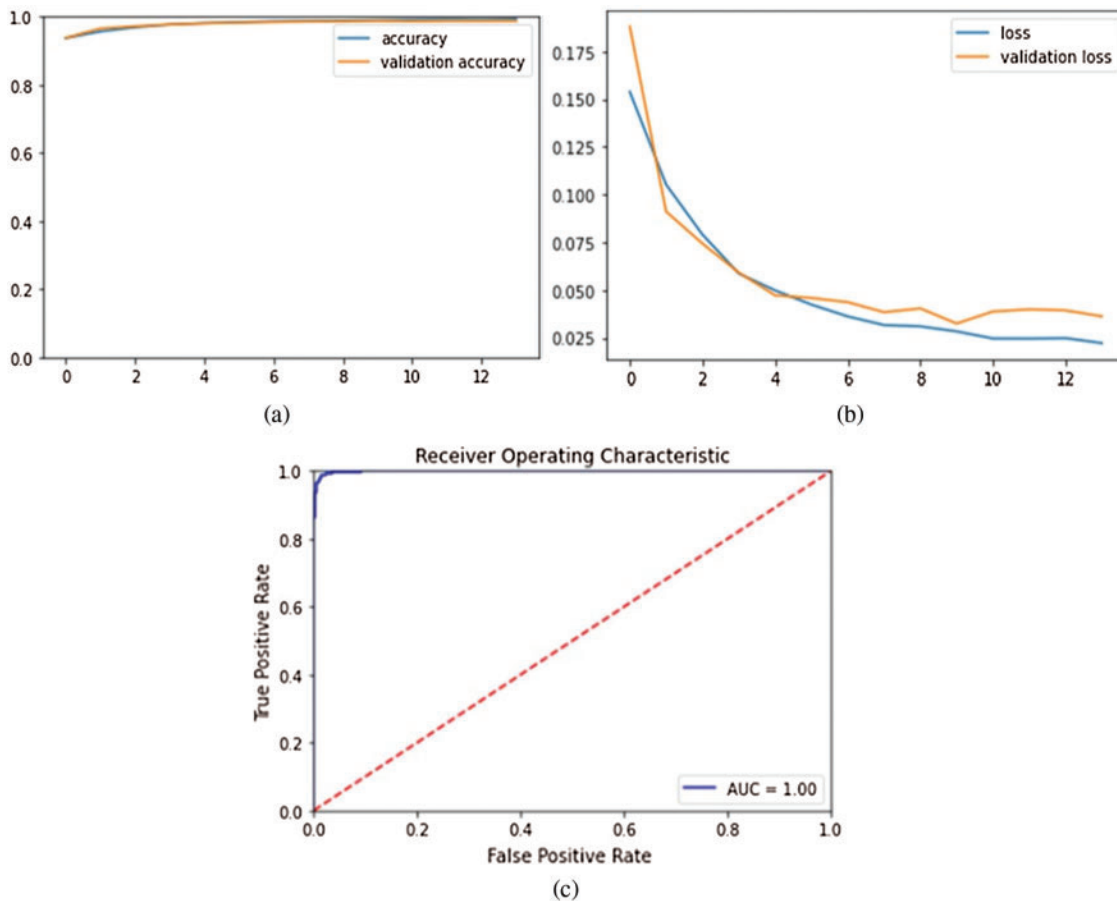 1.0
0.8
0.6
0.4
0.2
0.0
accuracy
validation accuracy
0 2 4 6 8 10 12
(a)
0.175
0.150
0.125
0.100
0.075
0.050
0.025
loss
validation loss
0 2 4 6 8 10 12
(b)
Receiver Operating Characteristic
True Positive Rate
1.0
0.8
0.6
0.4
0.2
0.0
AUC = 1.00
0.0 0.2 0.4 0.6 0.8 1.0
False Positive Rate
(c)